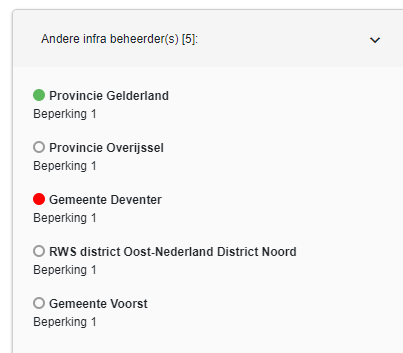 Andere infra beheerder(s) [5]:
Provincie Gelderland
Beperking 1
Provincie Overijssel
Beperking 1
Gemeente Deventer
Beperking 1
RWS district Oost-Nederland District Noord
Beperking 1
Gemeente Voorst
Beperking 1